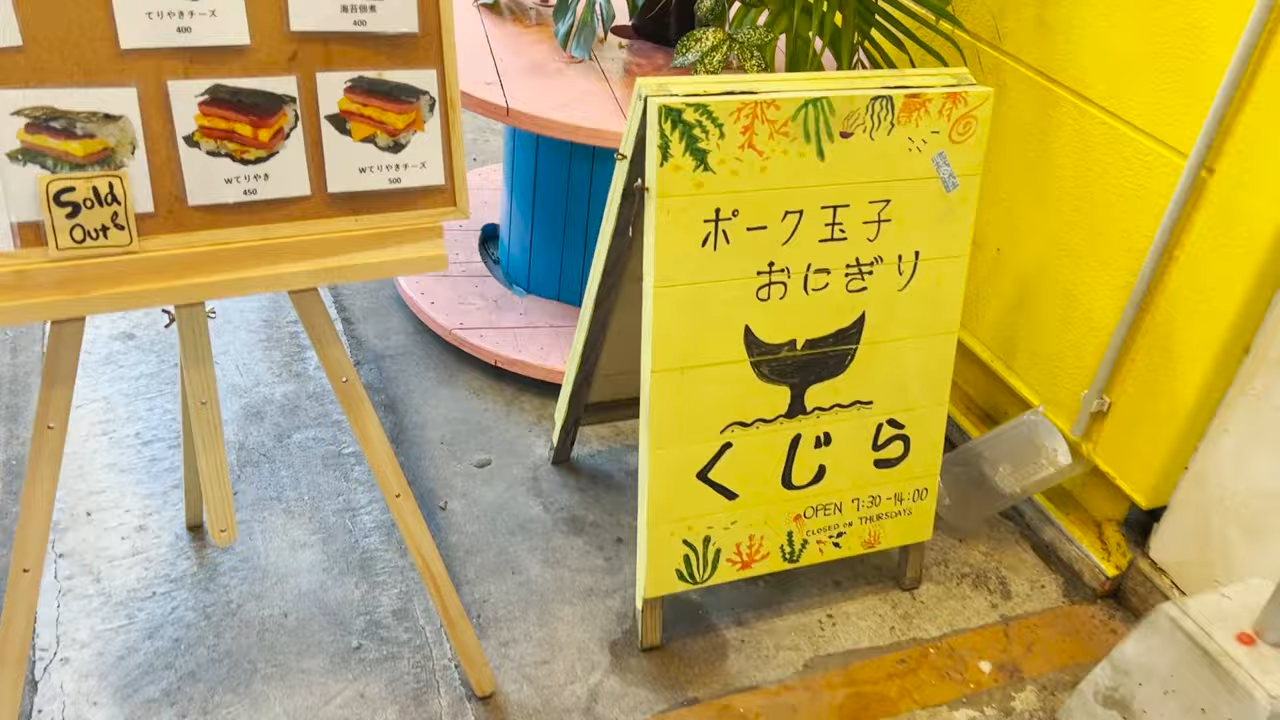 てりやきチーズ
400
海苔佃煮
400
Wてりやき
450
Wてりやきチーズ
500
Sold
Out
ポーク玉子
おにぎり
くじら
OPEN 7:30-14:00
CLOSED ON THURSDAYS